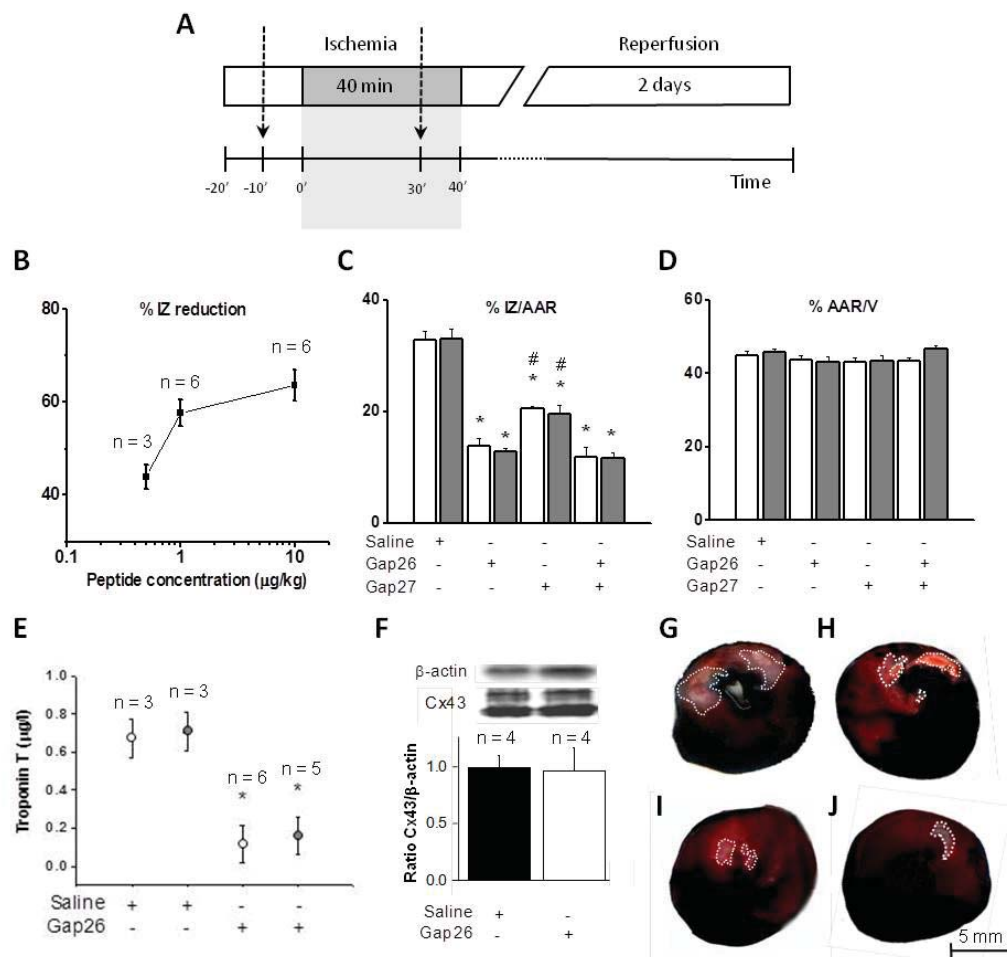 A
Ischemia
Reperfusion
40 min
2 days
-20'
-10'
0'
30'
40'
Time
B
% IZ reduction
80
60
40
n = 3
n = 6
n = 6
0.1
1
10
Peptide concentration (µg/kg)
C
% IZ/AAR
40
20
0
* * # * # * * *
Saline + - - -
Gap26 - + - +
Gap27 - - + +
D
% AAR/V
60
40
20
0
Saline + - - -
Gap26 - + - +
Gap27 - - + +
E
Troponin T (µg/l)
1.0
0.8
0.6
0.4
0.2
0.0
n = 3
n = 3
n = 6
n = 5
* *
Saline + + - -
Gap26 - - + +
F
β-actin
Cx43
n = 4
n = 4
Ratio Cx43/β-actin
1.0
0.5
0.0
Saline + -
Gap26 - +
G
H
I
J
5 mm